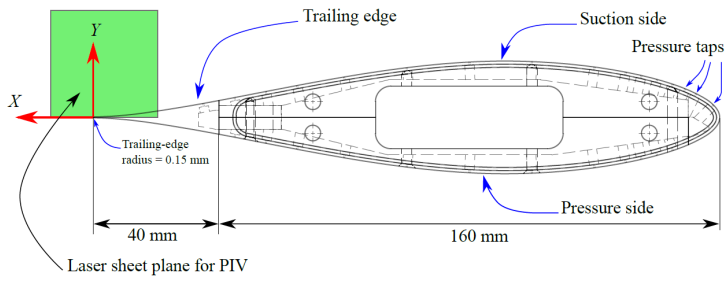 Trailing edge
Suction side
Pressure taps
Y
X
Trailing-edge
radius = 0.15 mm
Pressure side
40 mm
160 mm
Laser sheet plane for PIV